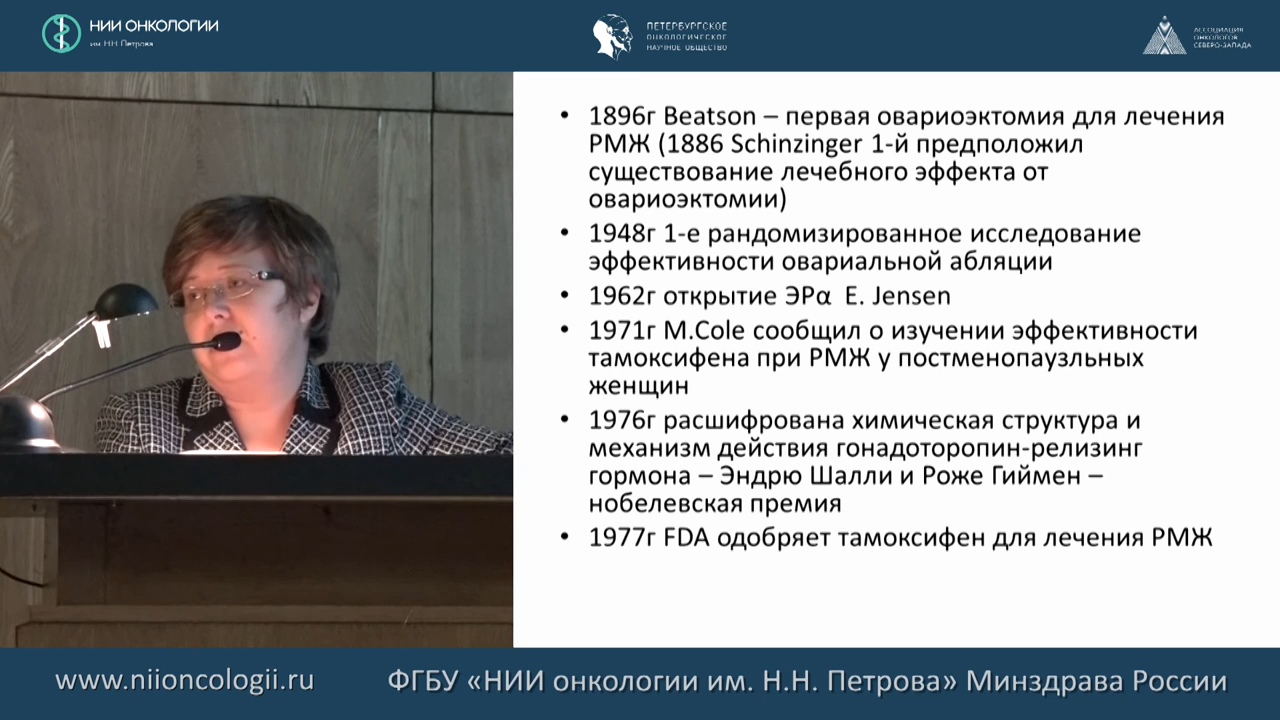 НИИ ОНКОЛОГИИ
им. Н.Н. Петрова
ПЕТЕРБУРГСКОЕ
ОНКОЛОГИЧЕСКОЕ
НАУЧНОЕ ОБЩЕСТВО
АССОЦИАЦИЯ
ОНКОЛОГОВ
СЕВЕРО-ЗАПАДА
• 1896г Beatson – первая овариоэктомия для лечения
РМЖ (1886 Schinzinger 1-й предположил
существование лечебного эффекта от
овариоэктомии)
• 1948г 1-е рандомизированное исследование
эффективности овариальной абляции
• 1962г открытие ЭРα E. Jensen
• 1971г M.Cole сообщил о изучении эффективности
тамоксифена при РМЖ у постменопаузльных
женщин
• 1976г расшифрована химическая структура и
механизм действия гонадоторопин-релизинг
гормона – Эндрю Шалли и Роже Гиймен –
нобелевская премия
• 1977г FDA одобряет тамоксифен для лечения РМЖ
www.niioncologii.ru
ФГБУ «НИИ онкологии им. Н.Н. Петрова» Минздрава России